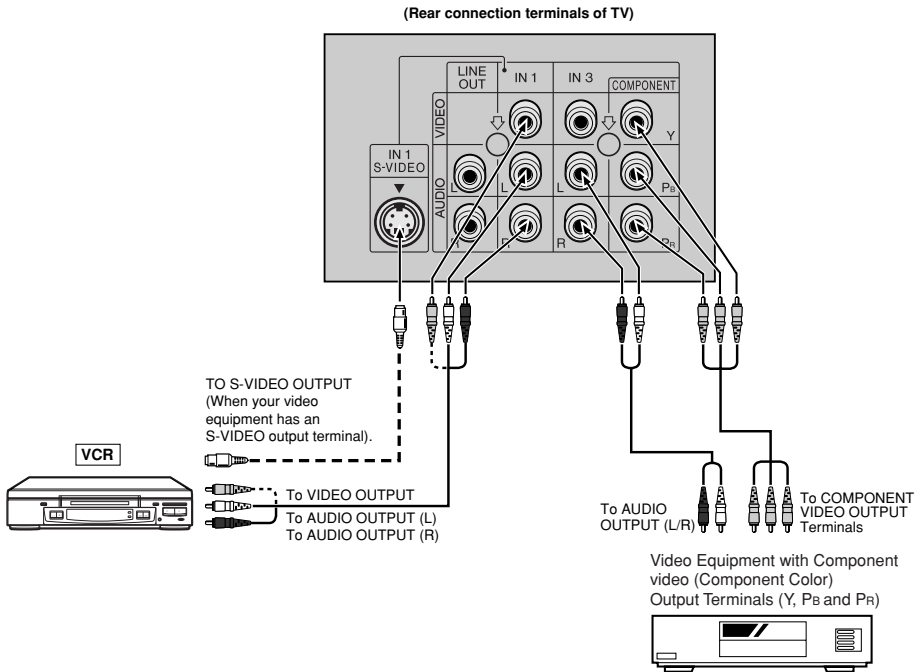 (Rear connection terminals of TV)
LINE
OUT
IN 1
IN 3
COMPONENT
VIDEO
Y
IN 1
S-VIDEO
AUDIO
L
L
L
PB
R
R
R
PR
TO S-VIDEO OUTPUT
(When your video
equipment has an
S-VIDEO output terminal).
VCR
To VIDEO OUTPUT
To AUDIO OUTPUT (L)
To AUDIO OUTPUT (R)
To AUDIO
OUTPUT (L/R)
To COMPONENT
VIDEO OUTPUT
Terminals
Video Equipment with Component
video (Component Color)
Output Terminals (Y, PB and PR)